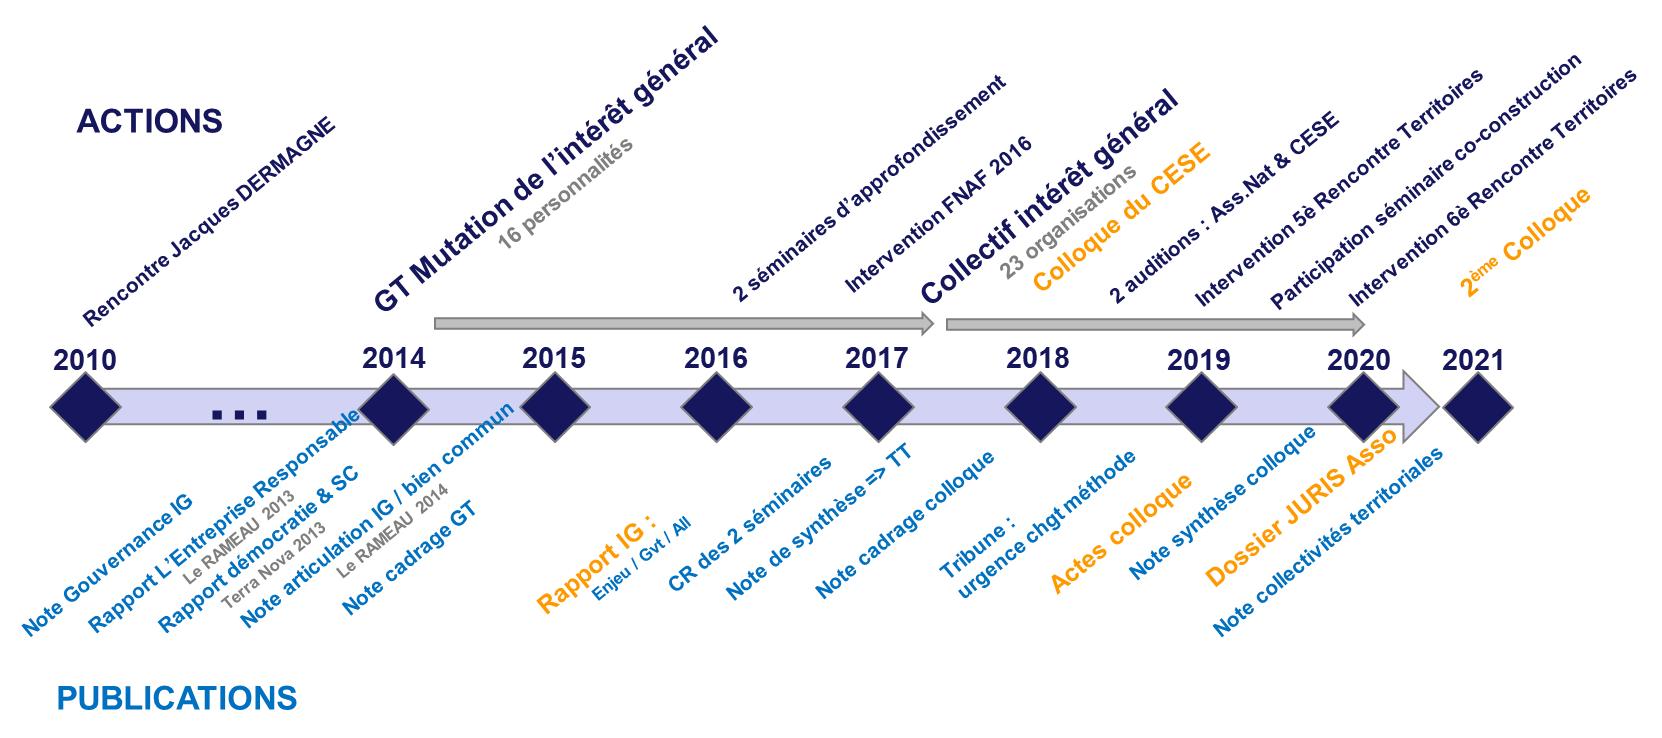 ACTIONS
Rencontre Jacques DERMAGNE
GT Mutation de l’intérêt général
16 personnalités
2 séminaires d’approfondissement
Intervention FNAF 2016
Collectif intérêt général
23 organisations
Colloque du CESE
2 auditions : Ass.Nat & CESE
Intervention 5è Rencontre Territoires
Participation séminaire co-construction
Intervention 6è Rencontre Territoires
2ème Colloque
2010
2014
2015
2016
2017
2018
2019
2020
2021
...
Note Gouvernance IG
Rapport L’Entreprise Responsable
Le RAMEAU 2013
Rapport démocratie & SC
Terra Nova 2013
Note articulation IG / bien commun
Le RAMEAU 2014
Note cadrage GT
Rapport IG :
Enjeu / Gvt / All
CR des 2 séminaires
Note de synthèse => TT
Note cadrage colloque
Tribune :
urgence chgt méthode
Actes colloque
Note synthèse colloque
Dossier JURIS Asso
Note collectivités territoriales
PUBLICATIONS